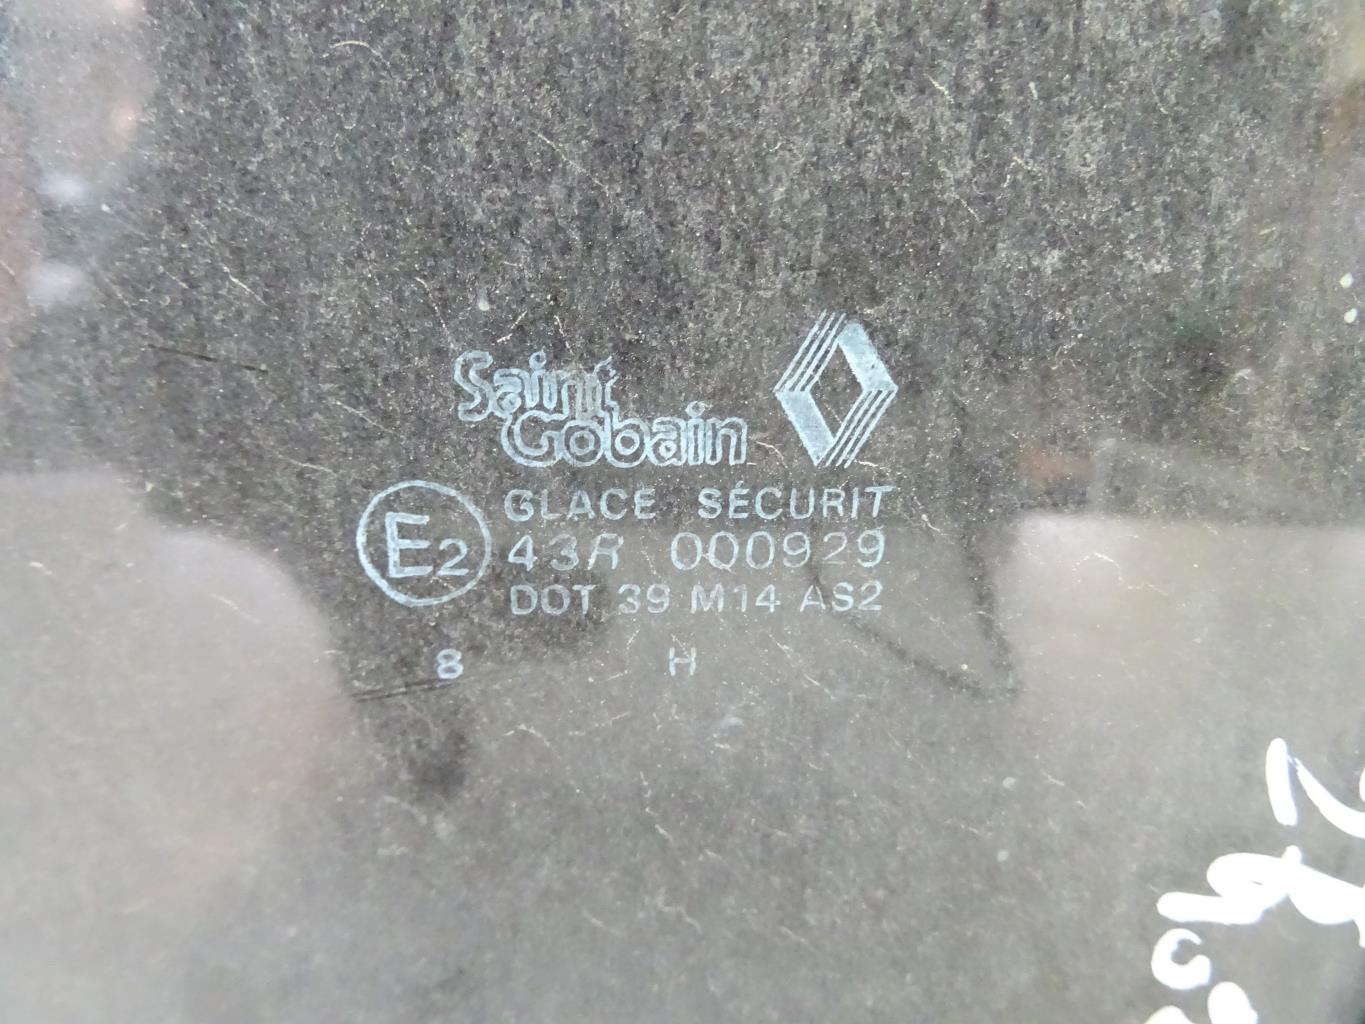 Saint
Gobain
GLACE SÉCURIT
E2 43R 000929
DOT 39 M14 AS2
8 H